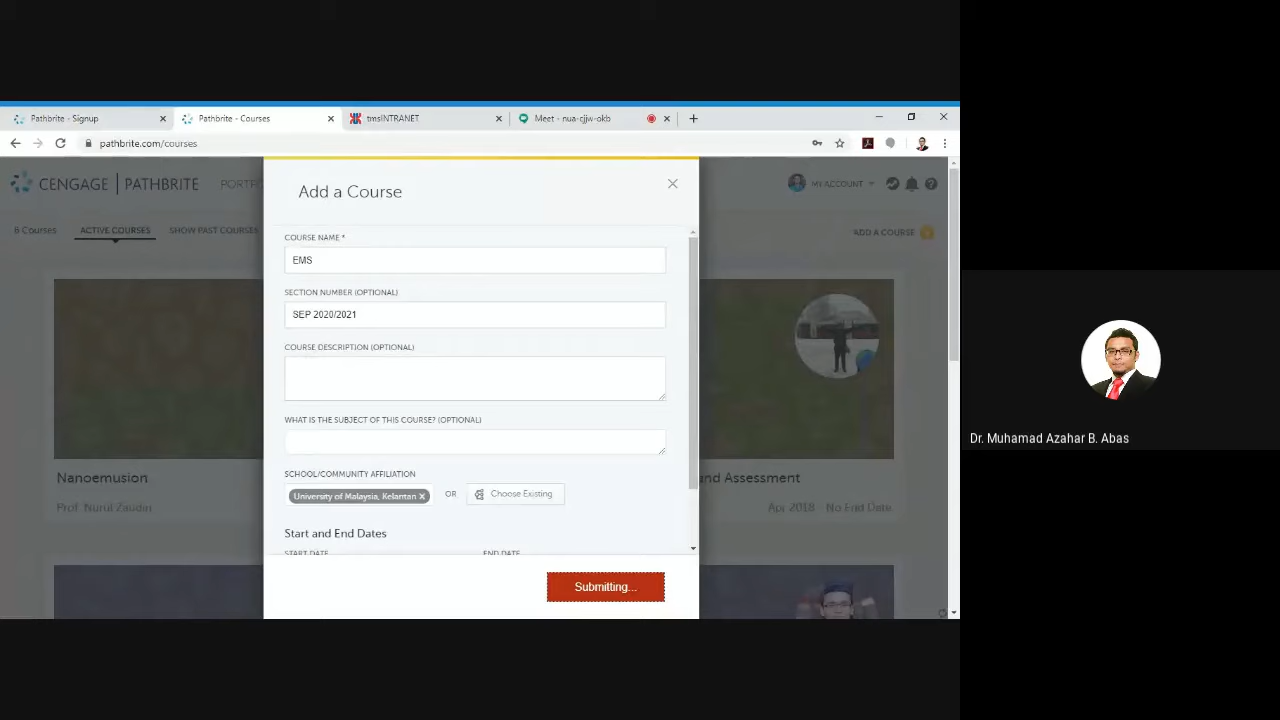 Pathbrite - Signup
Pathbrite - Courses
tmsINTRANET
Meet - nua-cjjw-okb
pathbrite.com/courses
CENGAGE | PATHBRITE
PORTFO
MY ACCOUNT
6 Courses
ACTIVE COURSES
SHOW PAST COURSES
ADD A COURSE
Add a Course
COURSE NAME *
EMS
SECTION NUMBER (OPTIONAL)
SEP 2020/2021
COURSE DESCRIPTION (OPTIONAL)
WHAT IS THE SUBJECT OF THIS COURSE? (OPTIONAL)
SCHOOL/COMMUNITY AFFILIATION
University of Malaysia, Kelantan
OR
Choose Existing
Start and End Dates
START DATE
END DATE
Submitting...
Nanoemusion
Prof. Nurul Zaudin
and Assessment
Apr 2018 - No End Date
Dr. Muhamad Azahar B. Abas